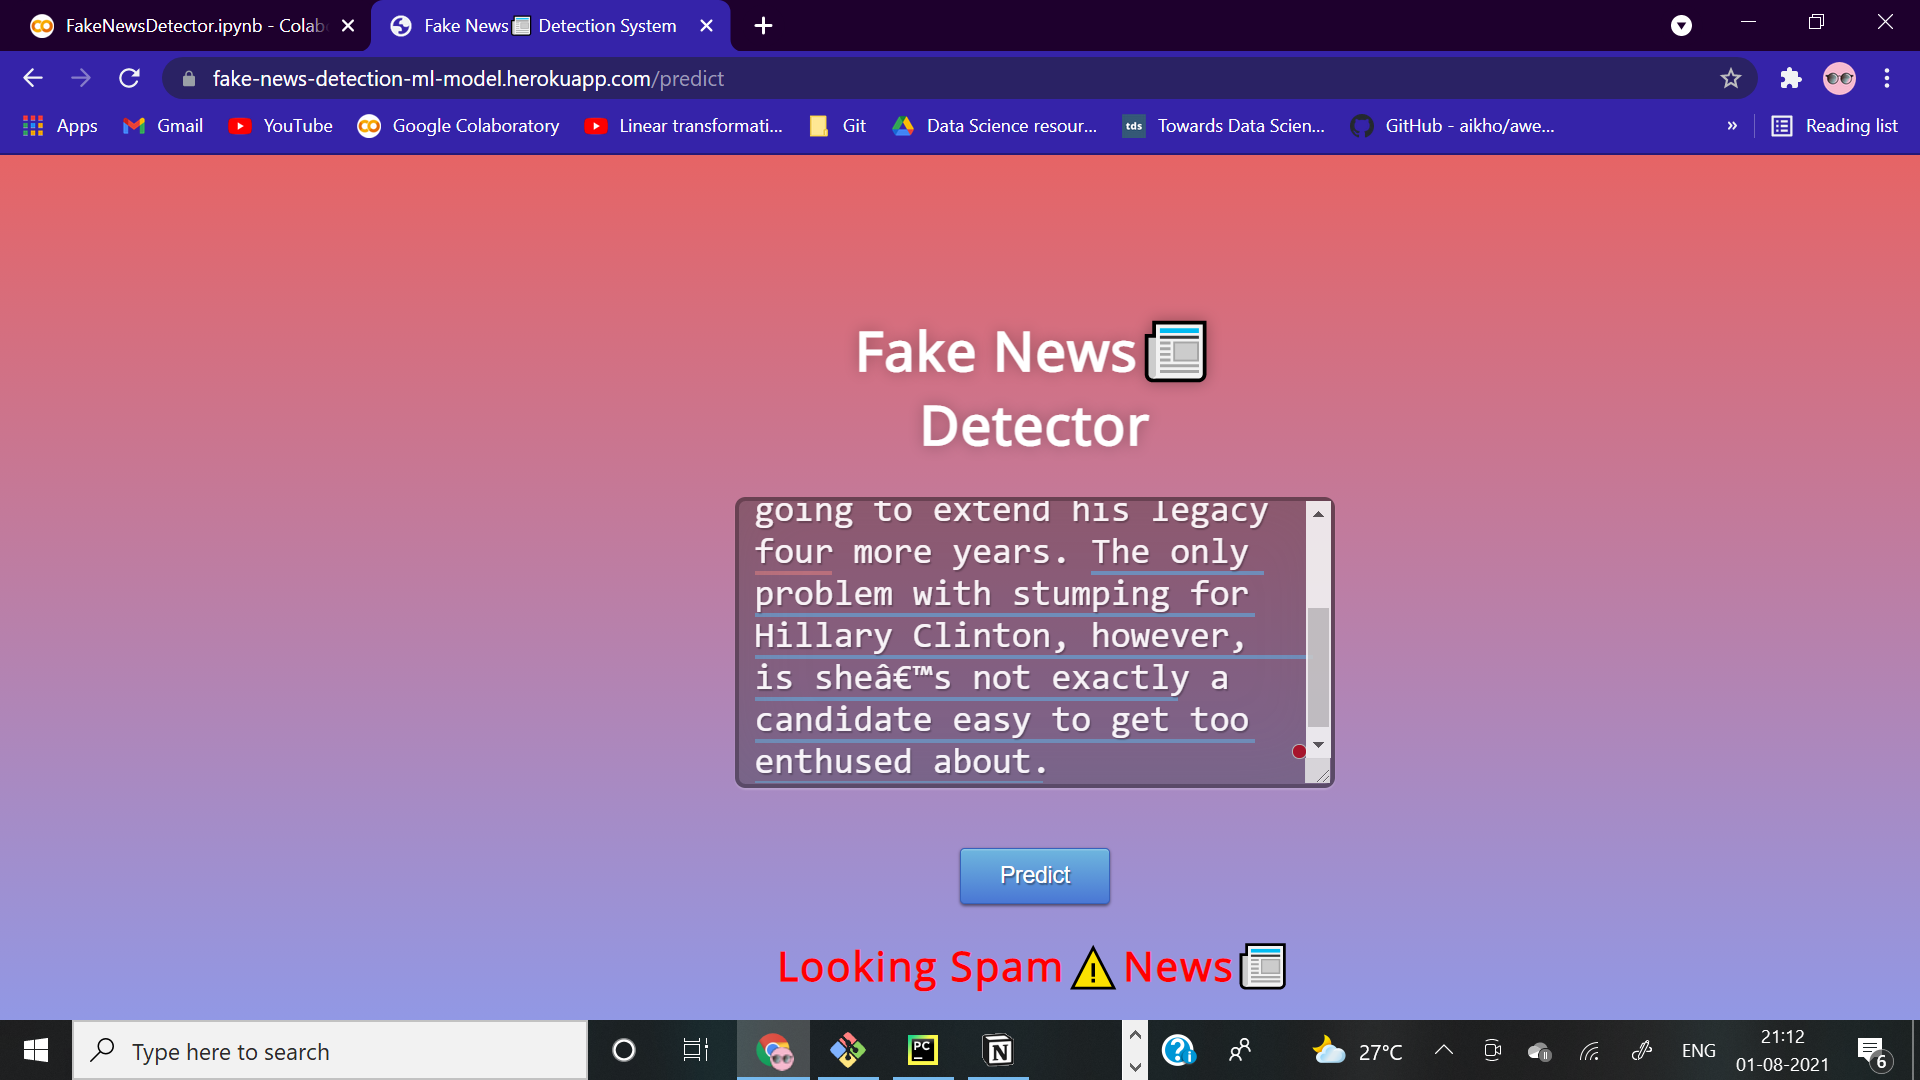 FakeNewsDetector.ipynb - Colab
Fake News Detection System
fake-news-detection-ml-model.herokuapp.com/predict
Apps
Gmail
YouTube
Google Colaboratory
Linear transformati...
Git
Data Science resour...
tds
Towards Data Scien...
GitHub - aikho/awe...
»
Reading list
Fake News
Detector
going to extend his legacy
four more years. The only
problem with stumping for
Hillary Clinton, however,
is sheâ€™s not exactly a
candidate easy to get too
enthused about.
Predict
Looking Spam ! News
Type here to search
PC
N
?
27°C
ENG
21:12
01-08-2021
6